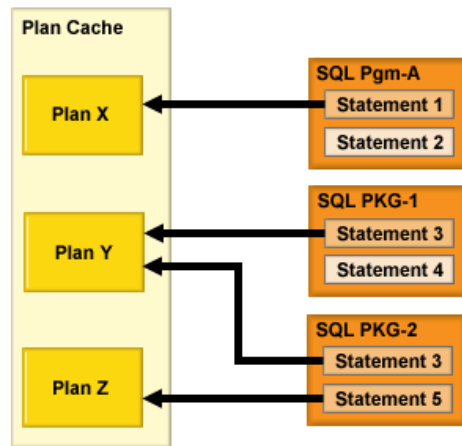 Plan Cache
Plan X
Plan Y
Plan Z
SQL Pgm-A
Statement 1
Statement 2
SQL PKG-1
Statement 3
Statement 4
SQL PKG-2
Statement 3
Statement 5